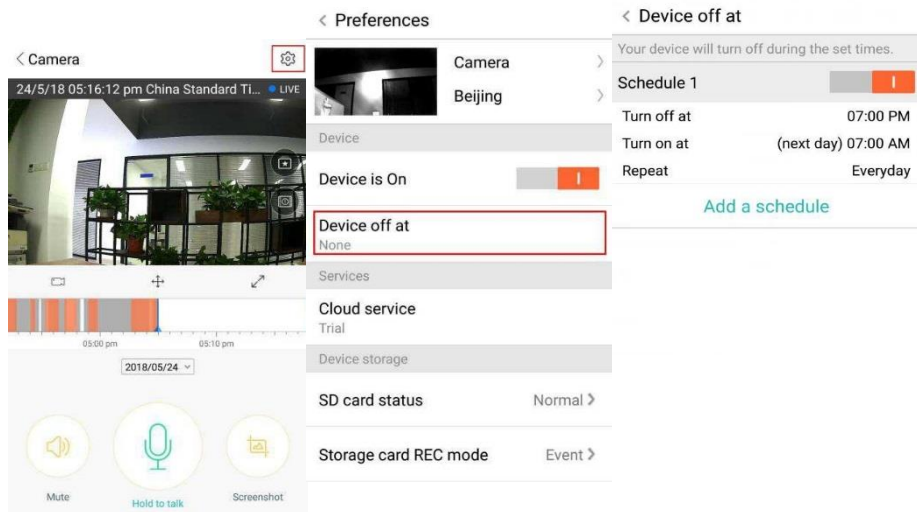 Camera
24/5/18 05:16:12 pm China Standard Ti... LIVE
05:00 pm
05:10 pm
2018/05/24
Mute
Hold to talk
Screenshot
Preferences
Camera
Beijing
Device
Device is On
Device off at
None
Services
Cloud service
Trial
Device storage
SD card status Normal
Storage card REC mode Event
Device off at
Your device will turn off during the set times.
Schedule 1
Turn off at 07:00 PM
Turn on at (next day) 07:00 AM
Repeat Everyday
Add a schedule